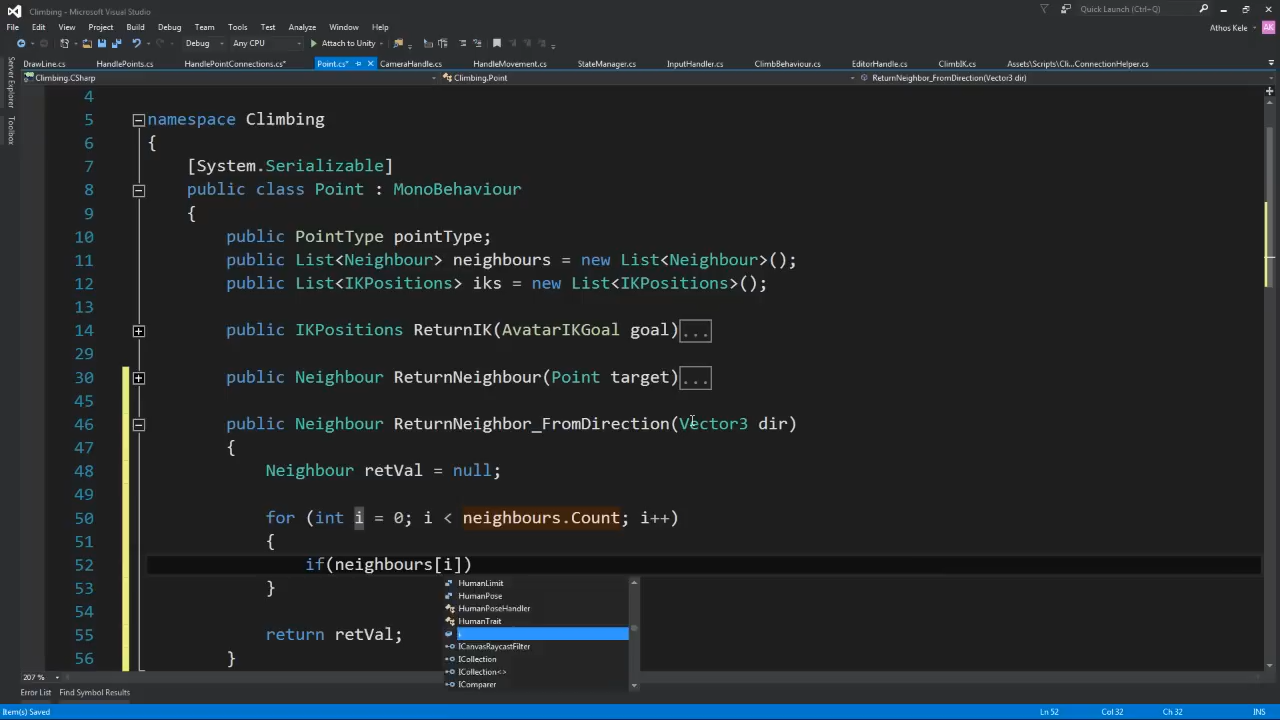 Climbing - Microsoft Visual Studio
Quick Launch (Ctrl+Q)
File Edit View Project Build Debug Team Tools Test Analyze Window Help
Athos Kele AK
Debug Any CPU Attach to Unity
DrawLine.cs HandlePoints.cs HandlePointConnections.cs* Point.cs* CameraHandle.cs HandleMovement.cs StateManager.cs InputHandler.cs ClimbBehaviour.cs EditorHandle.cs ClimbIK.cs Assets\Scripts\Cli...ConnectionHelper.cs
Climbing.CSharp Climbing.Point ReturnNeighbor_FromDirection(Vector3 dir)
Server Explorer
Toolbox
4
5 namespace Climbing
6 {
7 [System.Serializable]
8 public class Point : MonoBehaviour
9 {
10 public PointType pointType;
11 public List<Neighbour> neighbours = new List<Neighbour>();
12 public List<IKPositions> iks = new List<IKPositions>();
13
14 public IKPositions ReturnIK(AvatarIKGoal goal)...
29
30 public Neighbour ReturnNeighbour(Point target)...
45
46 public Neighbour ReturnNeighbor_FromDirection(Vector3 dir)
47 {
48 Neighbour retVal = null;
49
50 for (int i = 0; i < neighbours.Count; i++)
51 {
52 if(neighbours[i])
53 }
54
55 return retVal;
56 }
HumanLimit
HumanPose
HumanPoseHandler
HumanTrait
i
ICanvasRaycastFilter
ICollection
ICollection<>
IComparer
207 %
Error List Find Symbol Results
Item(s) Saved Ln 52 Col 32 Ch 32 INS